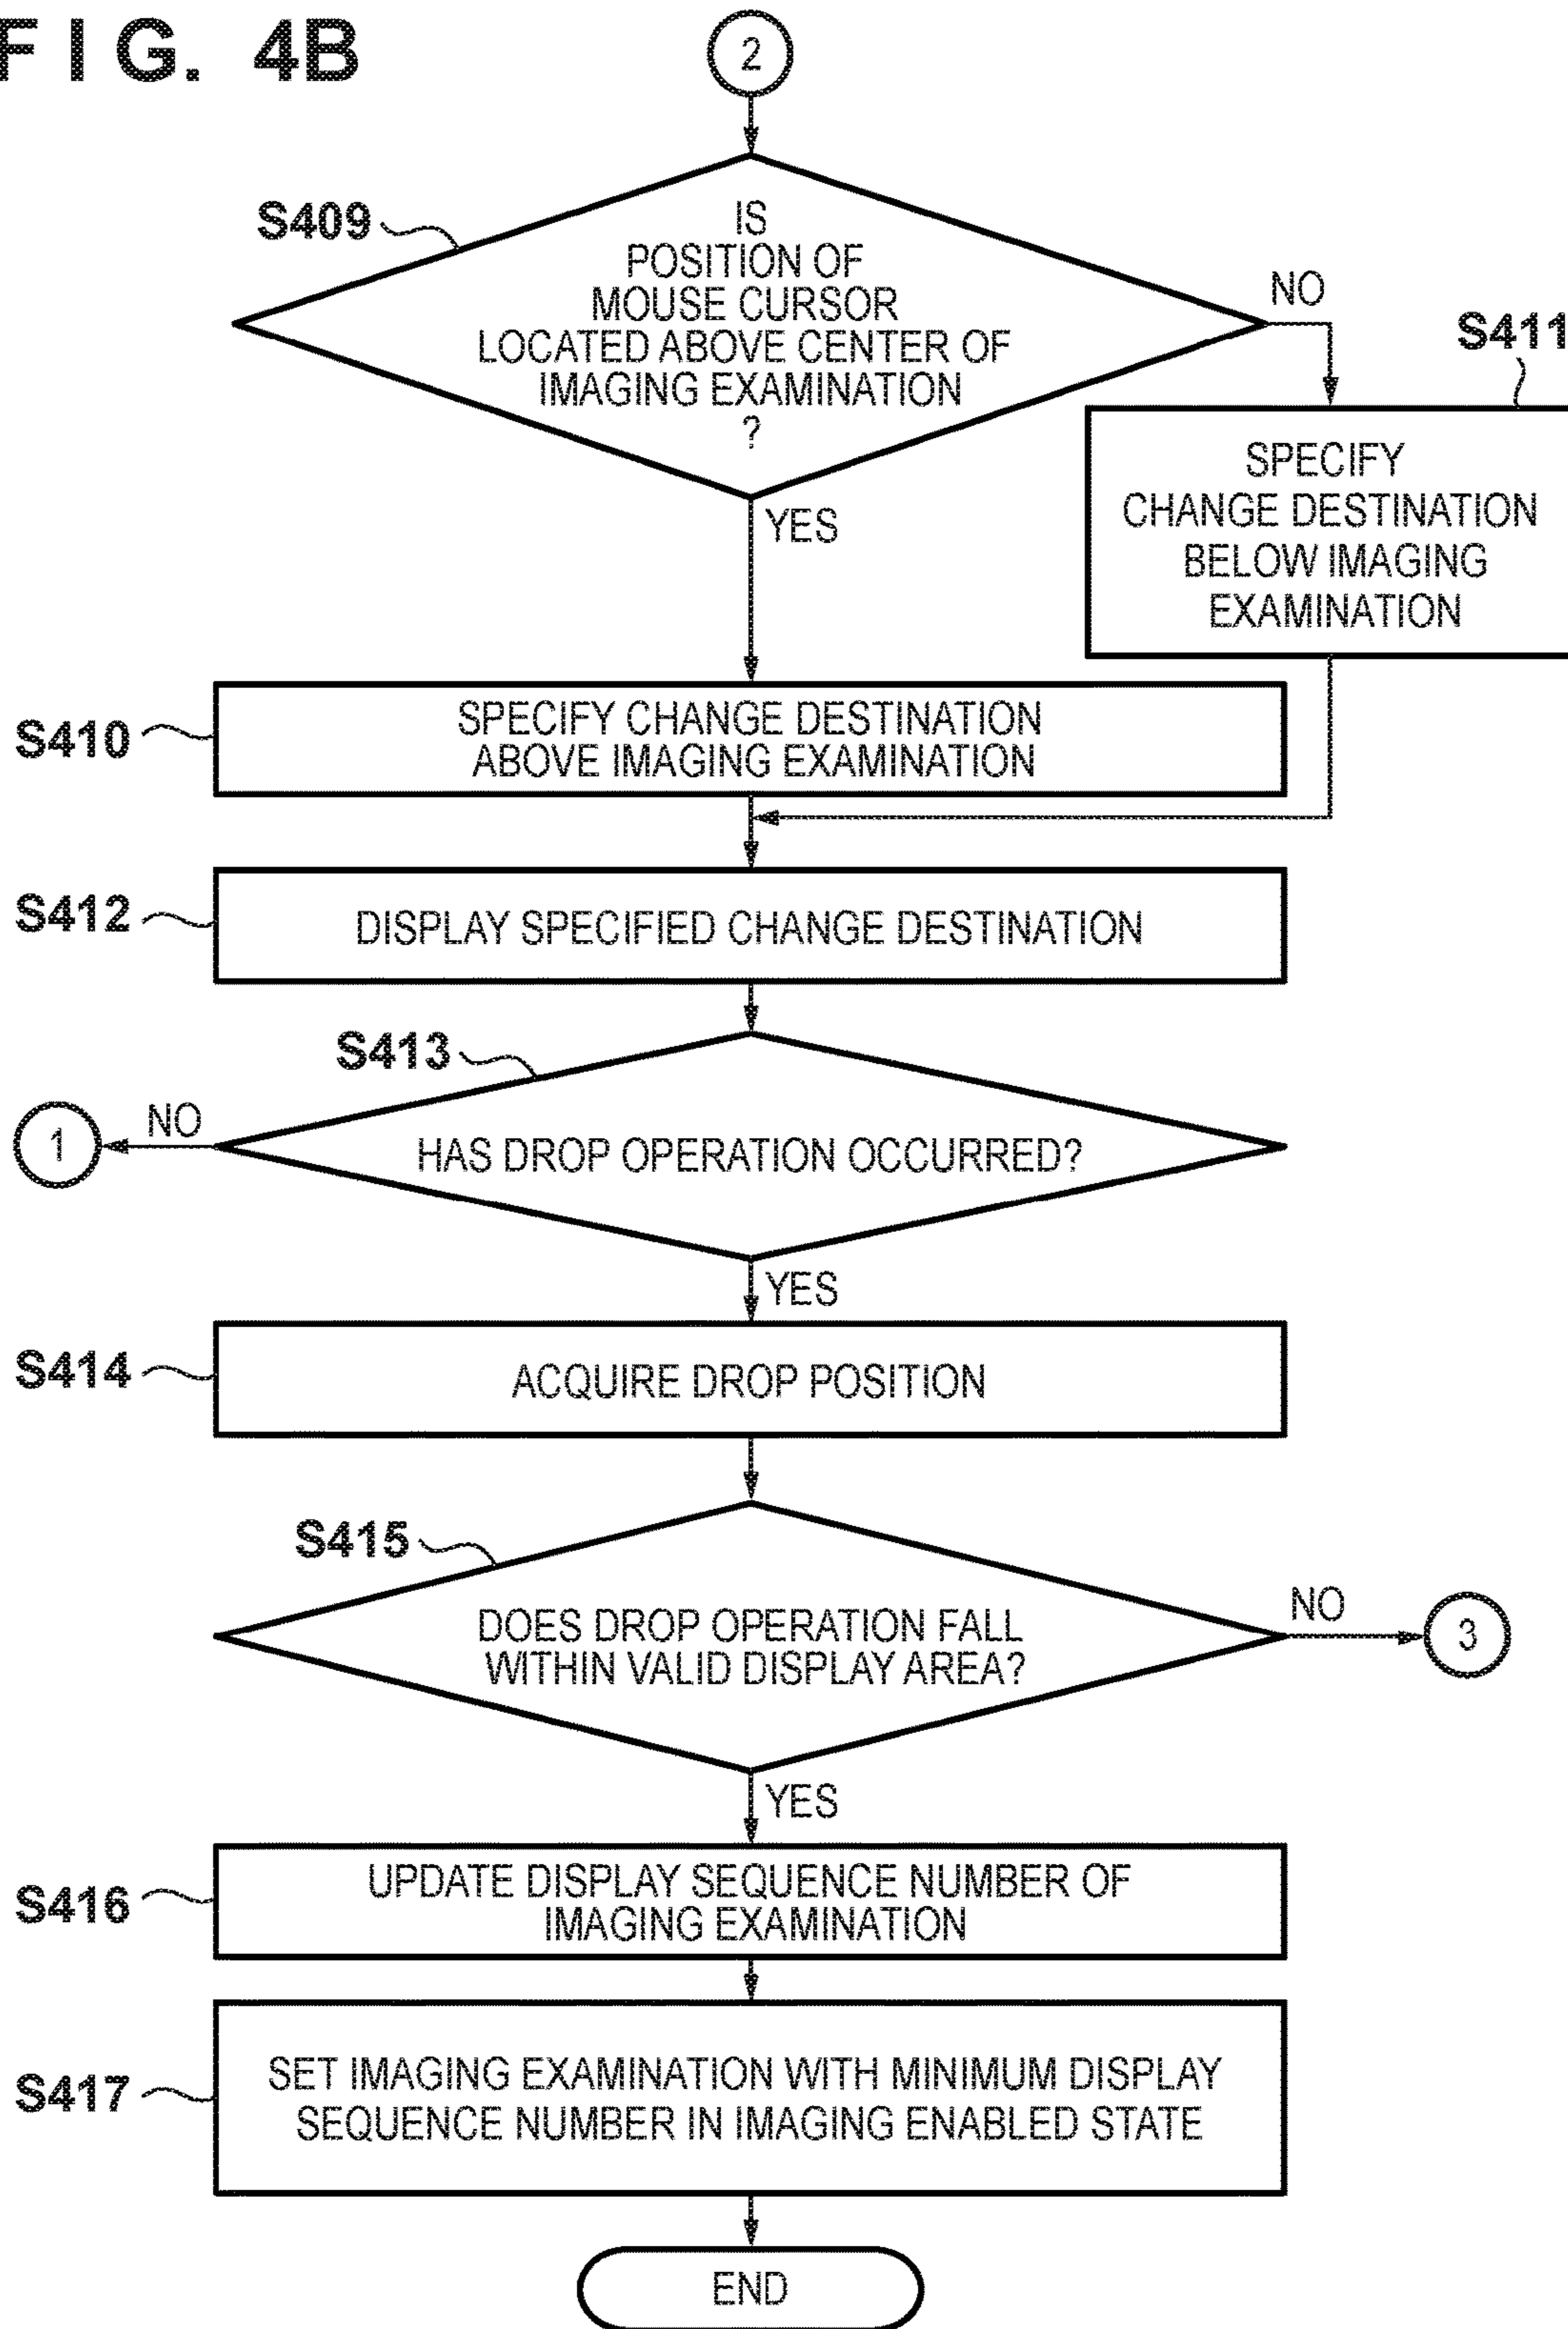 FIG. 4B
2
S409
IS
POSITION OF
MOUSE CURSOR
LOCATED ABOVE CENTER OF
IMAGING EXAMINATION
?
NO
S411
SPECIFY
CHANGE DESTINATION
BELOW IMAGING
EXAMINATION
YES
S410
SPECIFY CHANGE DESTINATION
ABOVE IMAGING EXAMINATION
S412
DISPLAY SPECIFIED CHANGE DESTINATION
S413
1
NO
HAS DROP OPERATION OCCURRED?
YES
S414
ACQUIRE DROP POSITION
S415
DOES DROP OPERATION FALL
WITHIN VALID DISPLAY AREA?
NO
3
YES
S416
UPDATE DISPLAY SEQUENCE NUMBER OF
IMAGING EXAMINATION
S417
SET IMAGING EXAMINATION WITH MINIMUM DISPLAY
SEQUENCE NUMBER IN IMAGING ENABLED STATE
END